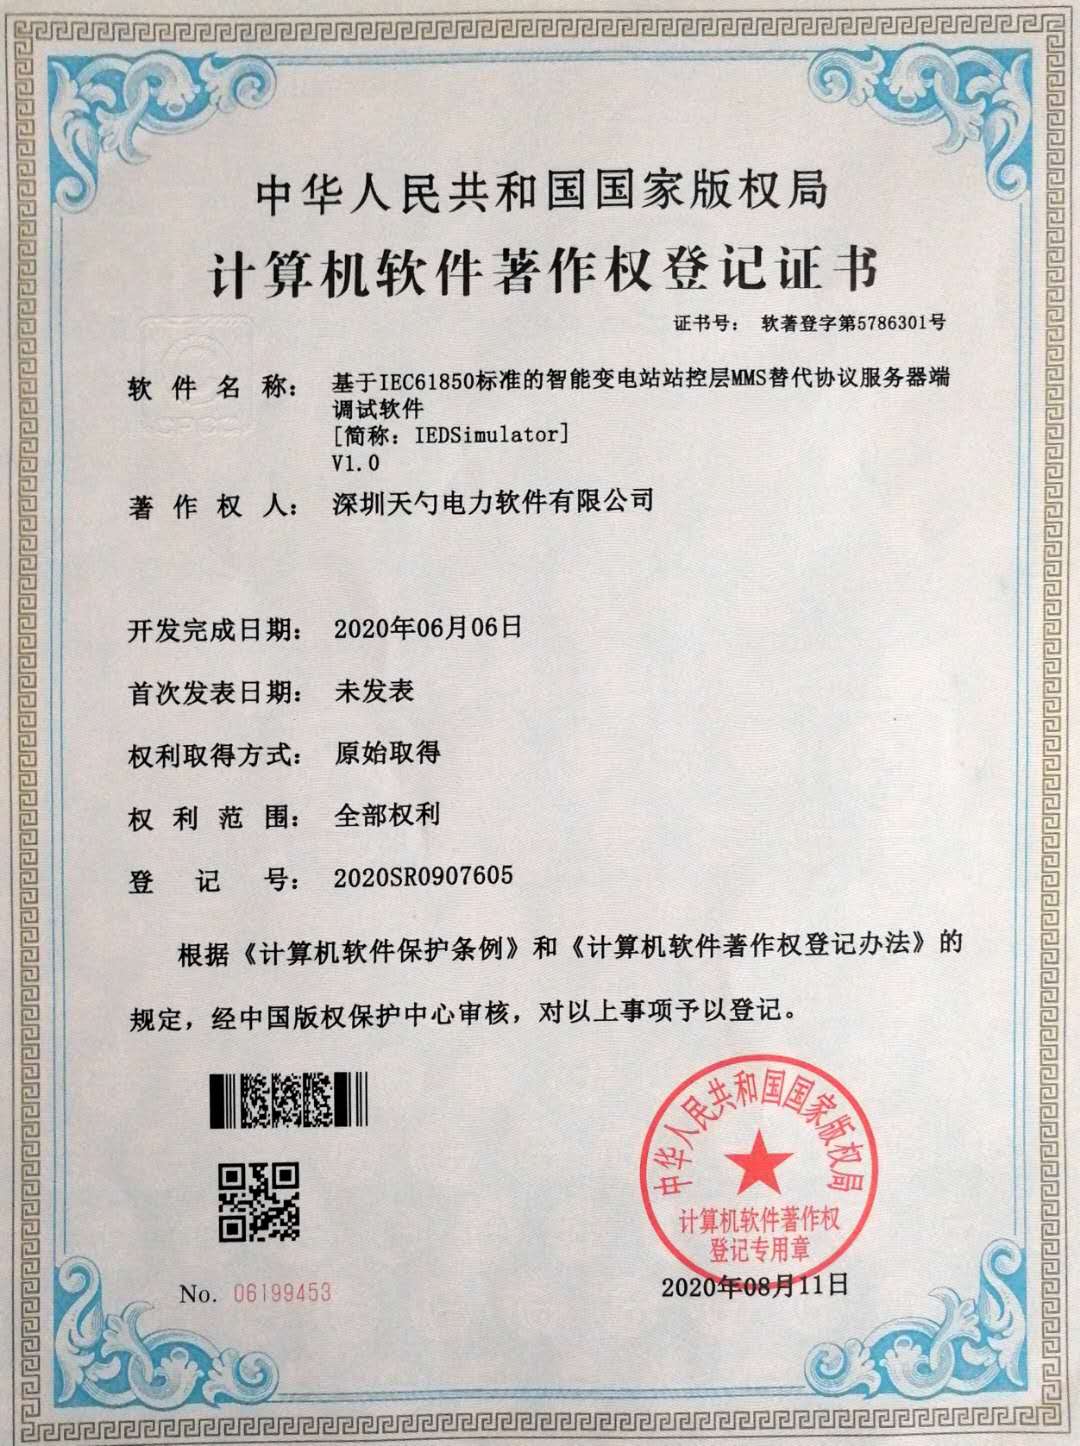 中华人民共和国国家版权局
计算机软件著作权登记证书
证书号： 软著登字第5786301号
软件名称： 基于IEC61850标准的智能变电站站控层MMS替代协议服务器端
调试软件
[简称：IEDSimulator]
V1.0
著作权人： 深圳天勺电力软件有限公司
开发完成日期： 2020年06月06日
首次发表日期： 未发表
权利取得方式： 原始取得
权利范围： 全部权利
登记号： 2020SR0907605
根据《计算机软件保护条例》和《计算机软件著作权登记办法》的
规定，经中国版权保护中心审核，对以上事项予以登记。
中华人民共和国国家版权局
计算机软件著作权
登记专用章
No. 06199453
2020年08月11日